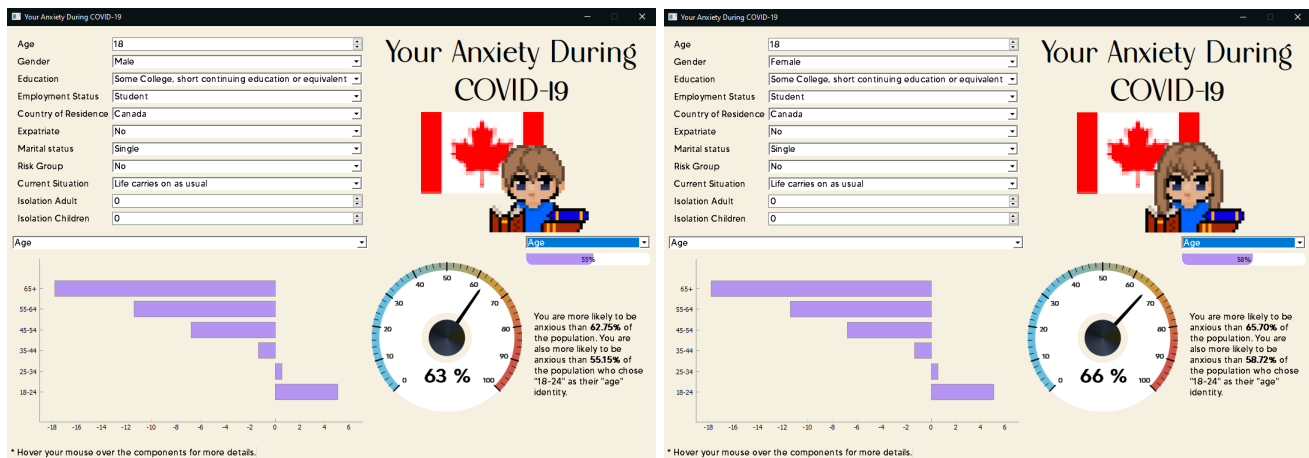 Your Anxiety During COVID-19
Age 18
Gender Male
Education Some College, short continuing education or equivalent
Employment Status Student
Country of Residence Canada
Expatriate No
Marital status Single
Risk Group No
Current Situation Life carries on as usual
Isolation Adult 0
Isolation Children 0
Your Anxiety During
COVID-19
Age
Age
55%
65+
55-64
45-54
35-44
25-34
18-24
-18 -16 -14 -12 -10 -8 -6 -4 -2 0 2 4 6
0 10 20 30 40 50 60 70 80 90 100
63 %
You are more likely to be
anxious than 62.75% of
the population. You are
also more likely to be
anxious than 55.15% of
the population who chose
"18-24" as their "age"
identity.
* Hover your mouse over the components for more details.
Your Anxiety During COVID-19
Age 18
Gender Female
Education Some College, short continuing education or equivalent
Employment Status Student
Country of Residence Canada
Expatriate No
Marital status Single
Risk Group No
Current Situation Life carries on as usual
Isolation Adult 0
Isolation Children 0
Your Anxiety During
COVID-19
Age
Age
58%
65+
55-64
45-54
35-44
25-34
18-24
-18 -16 -14 -12 -10 -8 -6 -4 -2 0 2 4 6
0 10 20 30 40 50 60 70 80 90 100
66 %
You are more likely to be
anxious than 65.70% of
the population. You are
also more likely to be
anxious than 58.72% of
the population who chose
"18-24" as their "age"
identity.
* Hover your mouse over the components for more details.